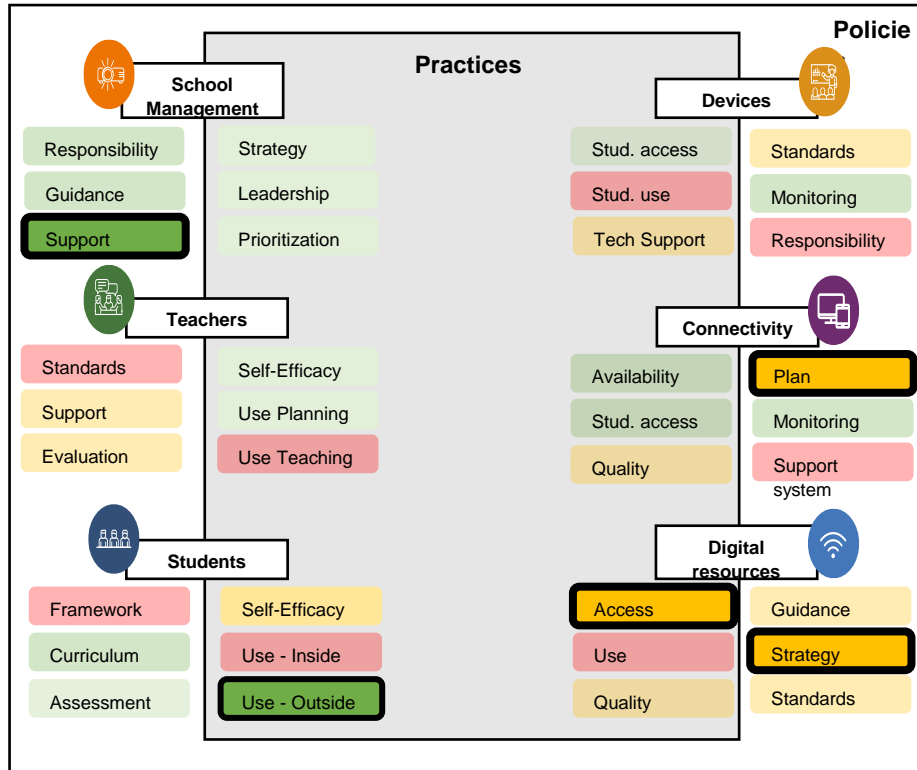 Policie
Practices
School
Management
Devices
Responsibility
Guidance
Support
Strategy
Leadership
Prioritization
Stud. access
Stud. use
Tech Support
Standards
Monitoring
Responsibility
Teachers
Connectivity
Standards
Support
Evaluation
Self-Efficacy
Use Planning
Use Teaching
Availability
Stud. access
Quality
Plan
Monitoring
Support
system
Students
Digital
resources
Framework
Curriculum
Assessment
Self-Efficacy
Use - Inside
Use - Outside
Access
Use
Quality
Guidance
Strategy
Standards